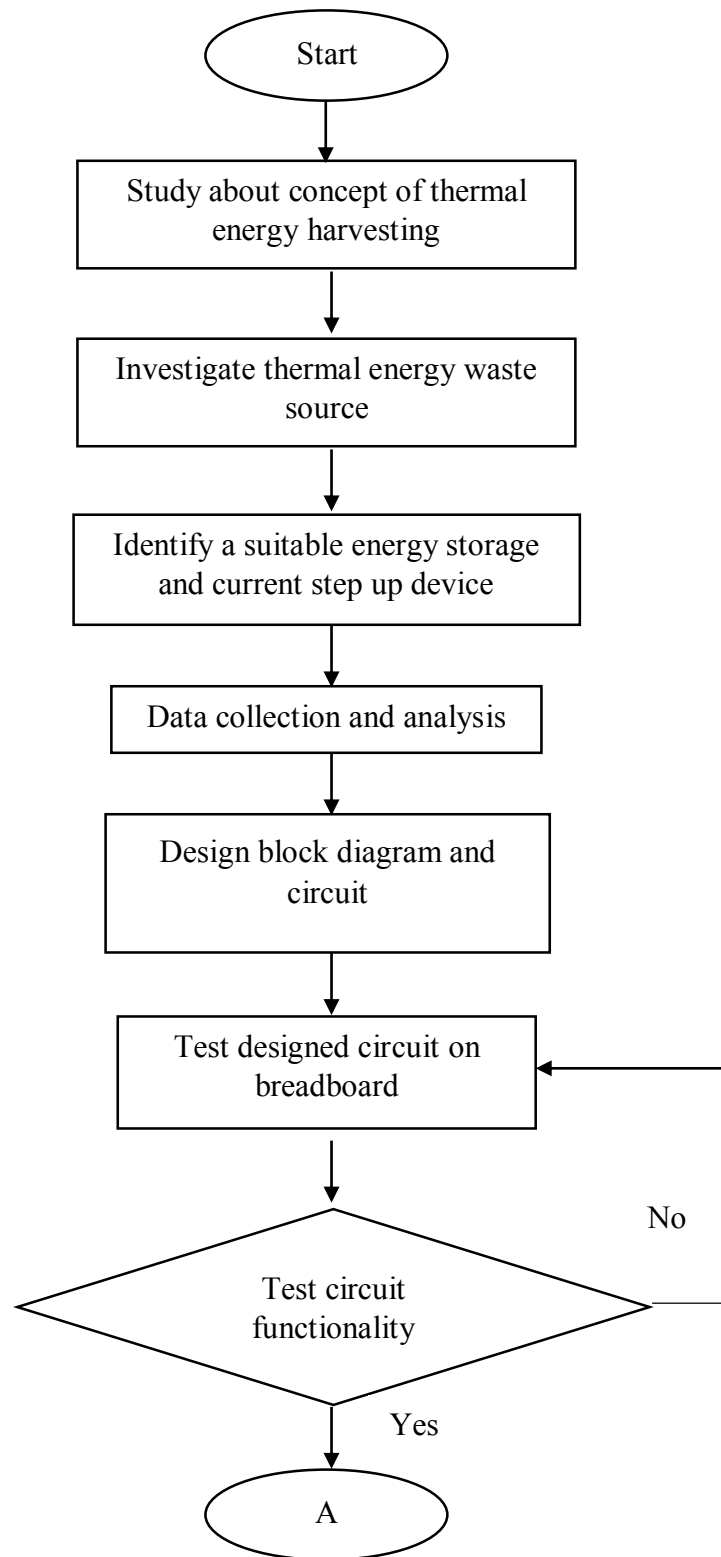 Start
Study about concept of thermal
energy harvesting
Investigate thermal energy waste
source
Identify a suitable energy storage
and current step up device
Data collection and analysis
Design block diagram and
circuit
Test designed circuit on
breadboard
No
Test circuit
functionality
Yes
A